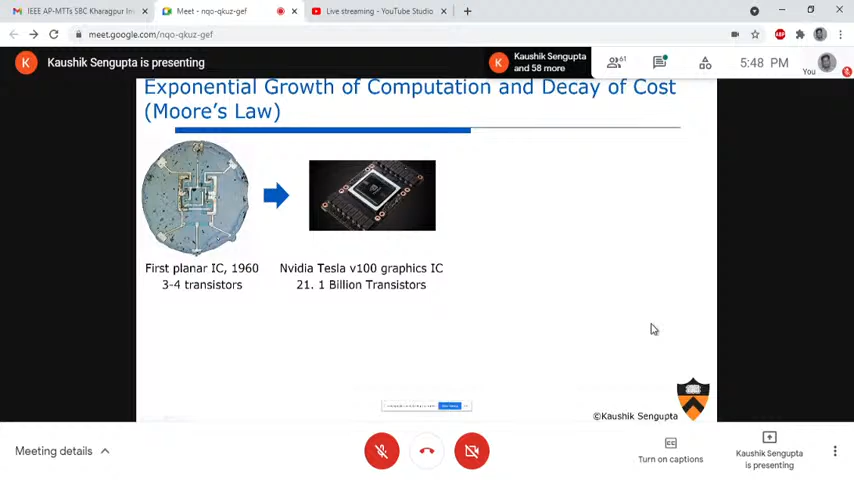 IEEE AP-MTTS SBC Kharagpur In
Meet - nqo-qkuz-gef
Live streaming - YouTube Studio
meet.google.com/nqo-qkuz-gef
ABP
K
Kaushik Sengupta is presenting
K
Kaushik Sengupta
and 58 more
61
5:48 PM
You
Exponential Growth of Computation and Decay of Cost
(Moore's Law)
First planar IC, 1960
3-4 transistors
Nvidia Tesla v100 graphics IC
21. 1 Billion Transistors
©Kaushik Sengupta
Meeting details
Turn on captions
Kaushik Sengupta
is presenting